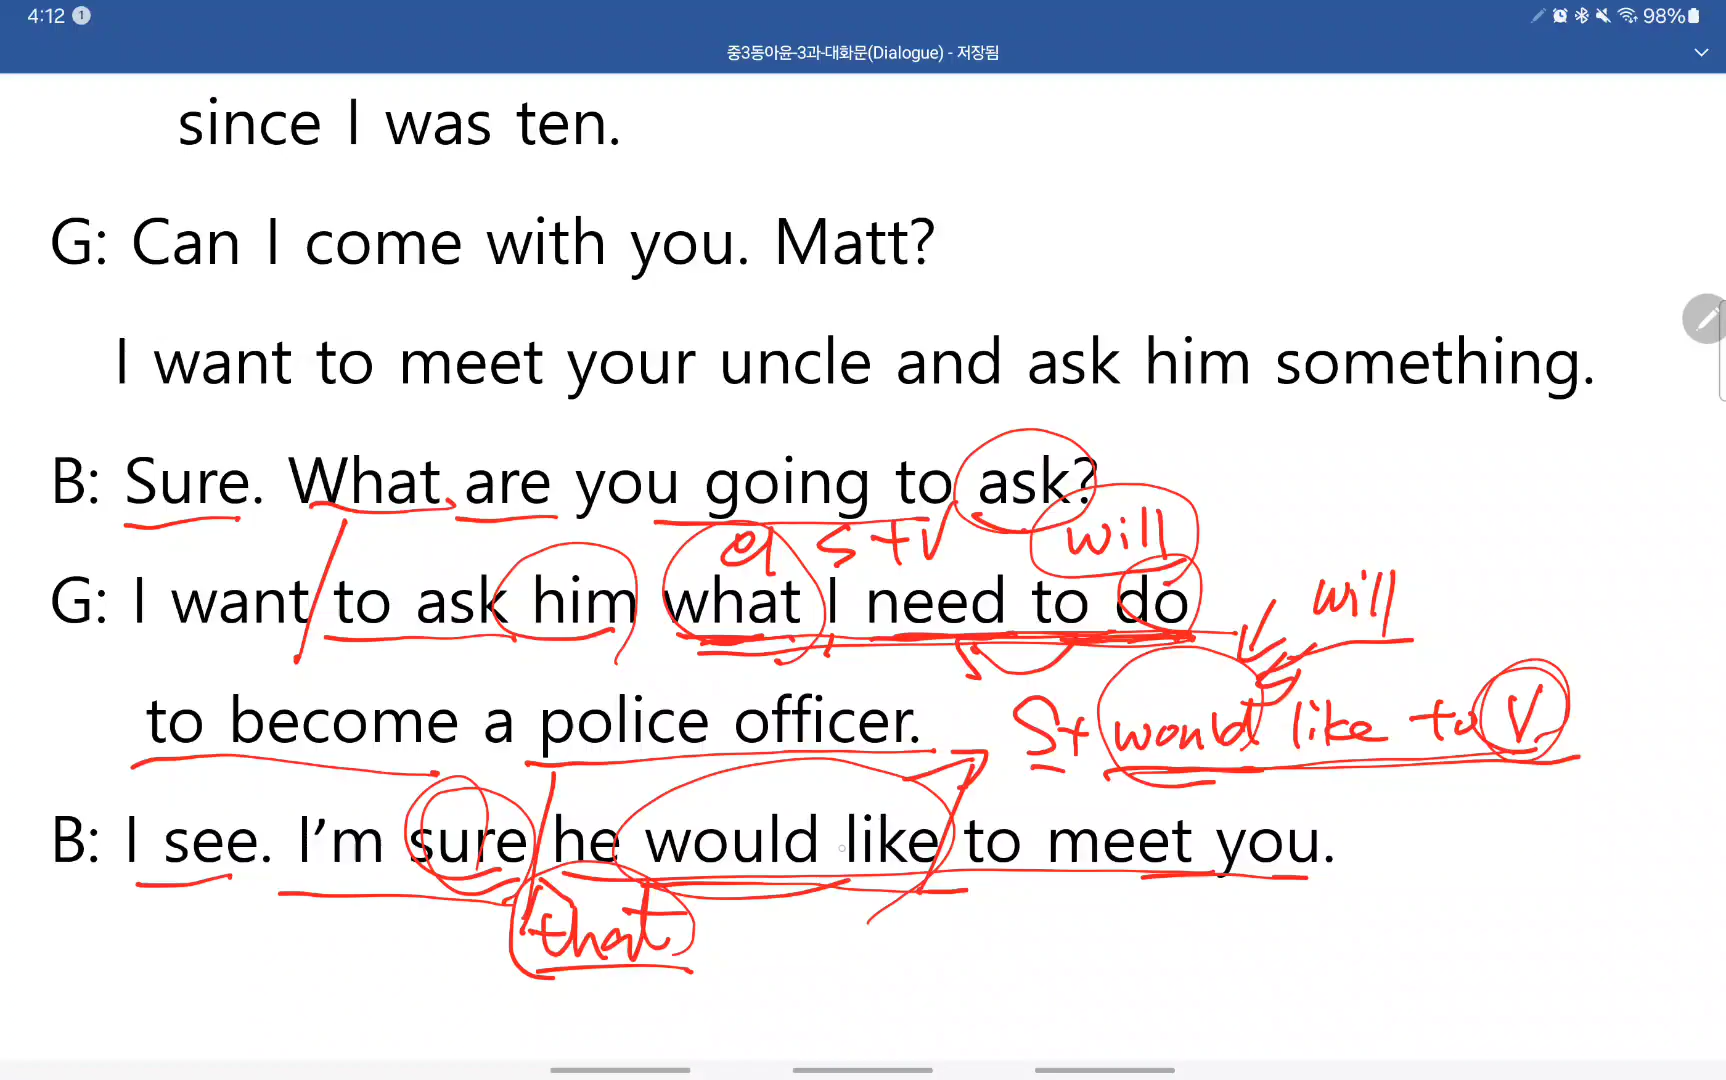 4:12 1 98%
중3동아윤-3과-대화문(Dialogue) - 저장됨
since I was ten.
G: Can I come with you. Matt?
I want to meet your uncle and ask him something.
B: Sure. What are you going to ask?
의 S + V will
G: I want to ask him what I need to do
will
to become a police officer.
S + would like to V.
B: I see. I’m sure he would like to meet you.
that